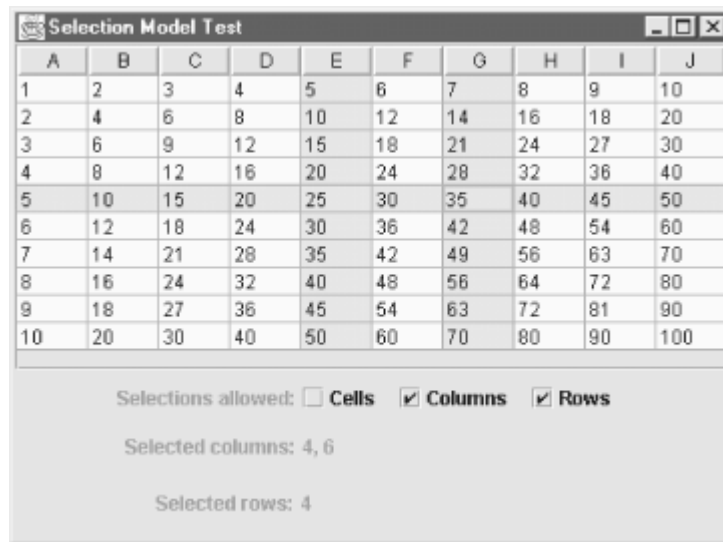 Selection Model Test
A B C D E F G H I J
1 2 3 4 5 6 7 8 9 10
2 4 6 8 10 12 14 16 18 20
3 6 9 12 15 18 21 24 27 30
4 8 12 16 20 24 28 32 36 40
5 10 15 20 25 30 35 40 45 50
6 12 18 24 30 36 42 48 54 60
7 14 21 28 35 42 49 56 63 70
8 16 24 32 40 48 56 64 72 80
9 18 27 36 45 54 63 72 81 90
10 20 30 40 50 60 70 80 90 100
Selections allowed: Cells Columns Rows
Selected columns: 4, 6
Selected rows: 4